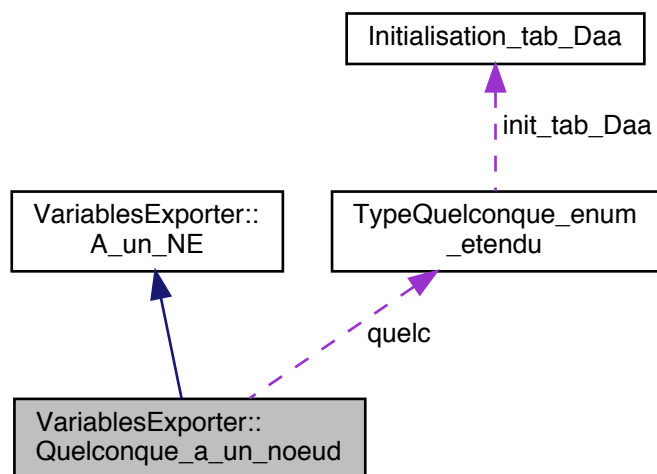 Initialisation_tab_Daa
init_tab_Daa
VariablesExporter::
A_un_NE
TypeQuelconque_enum
_etendu
quelc
VariablesExporter::
Quelconque_a_un_noeud